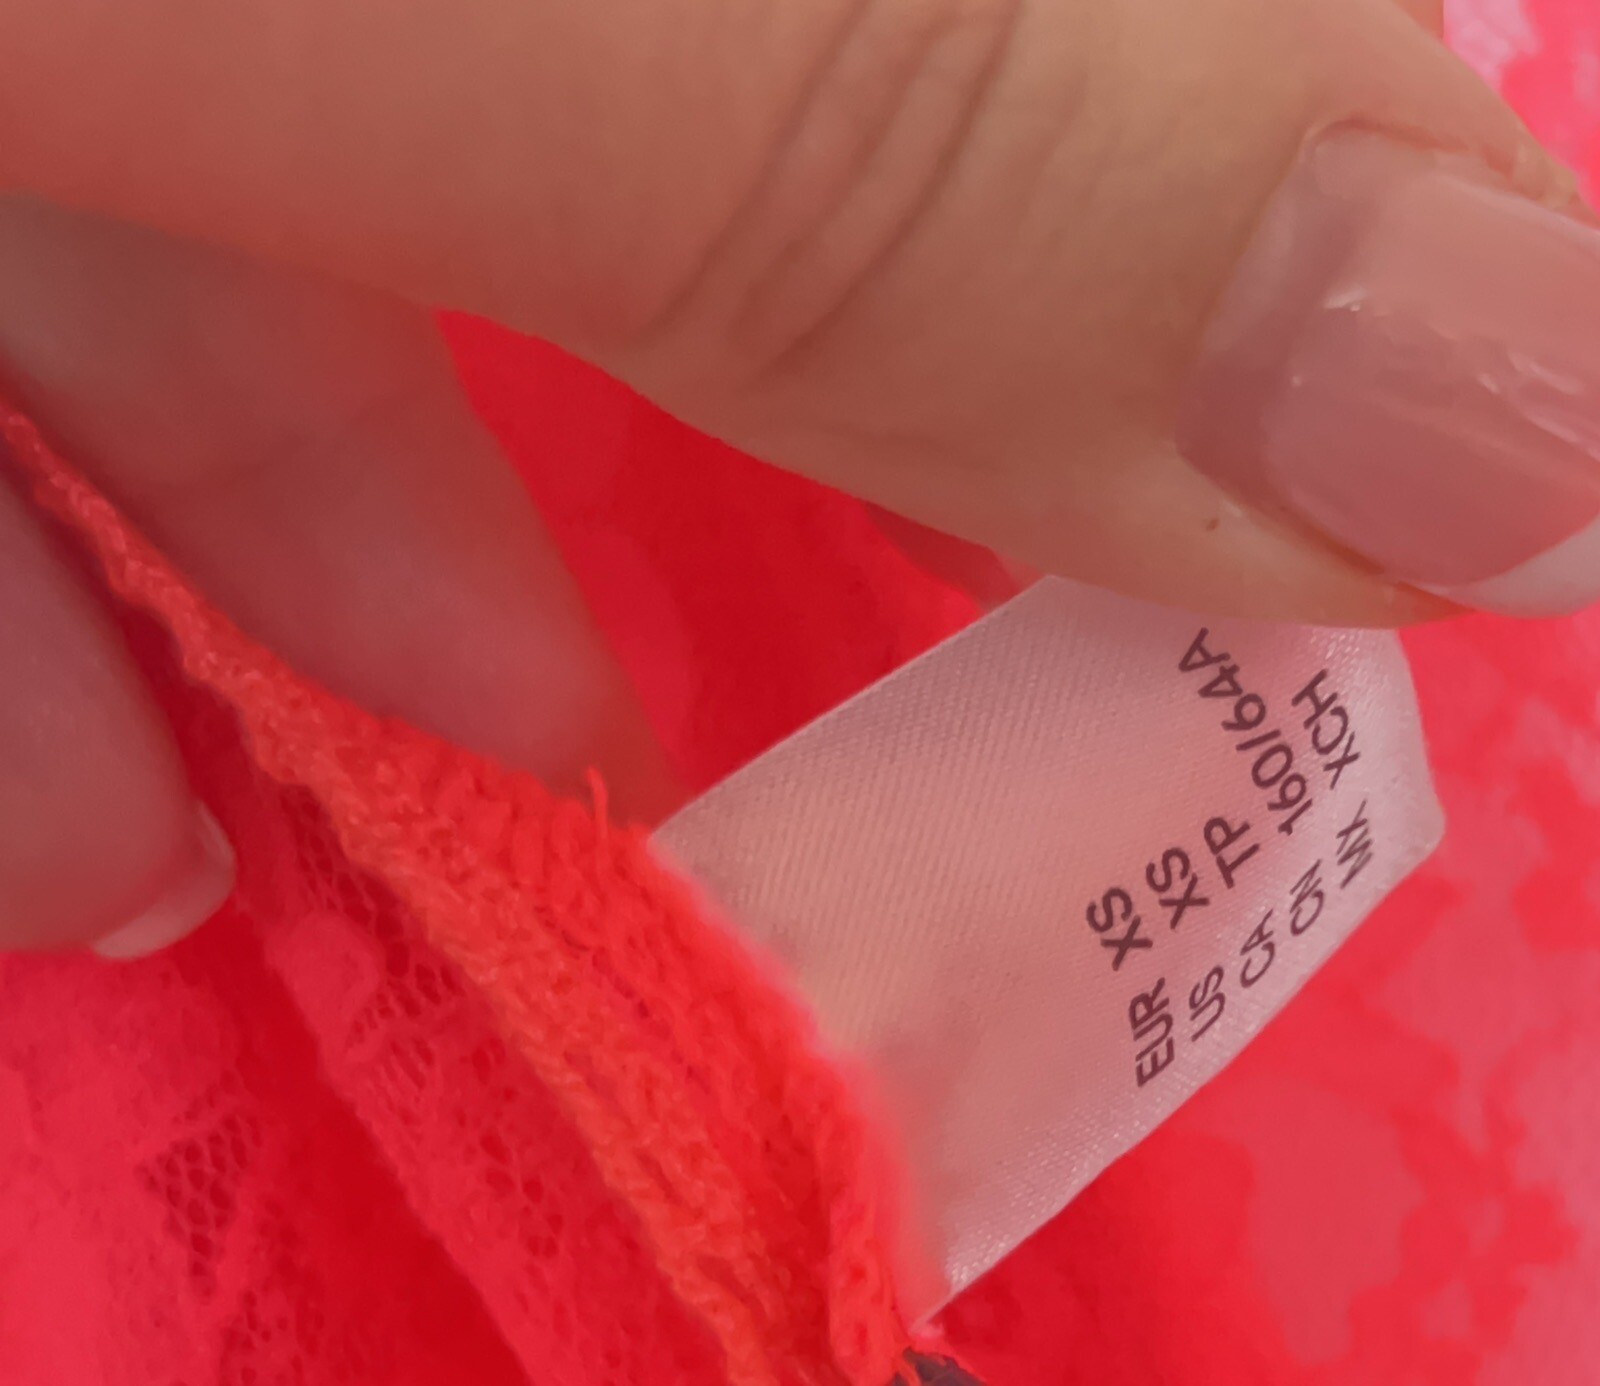 EUR XS
US XS
CA TP
CN 160/64A
MX XCH